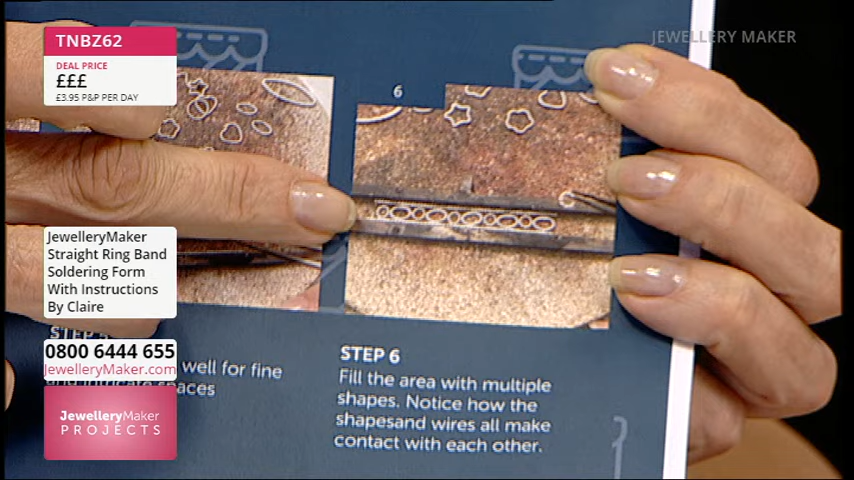 JEWELLERY MAKER
TNBZ62
DEAL PRICE
£££
£3.95 P&P PER DAY
6
JewelleryMaker
Straight Ring Band
Soldering Form
With Instructions
By Claire
0800 6444 655
JewelleryMaker.com
JewelleryMaker
PROJECTS
STEP
well for fine
spaces
STEP 6
Fill the area with multiple
shapes. Notice how the
shapesand wires all make
contact with each other.